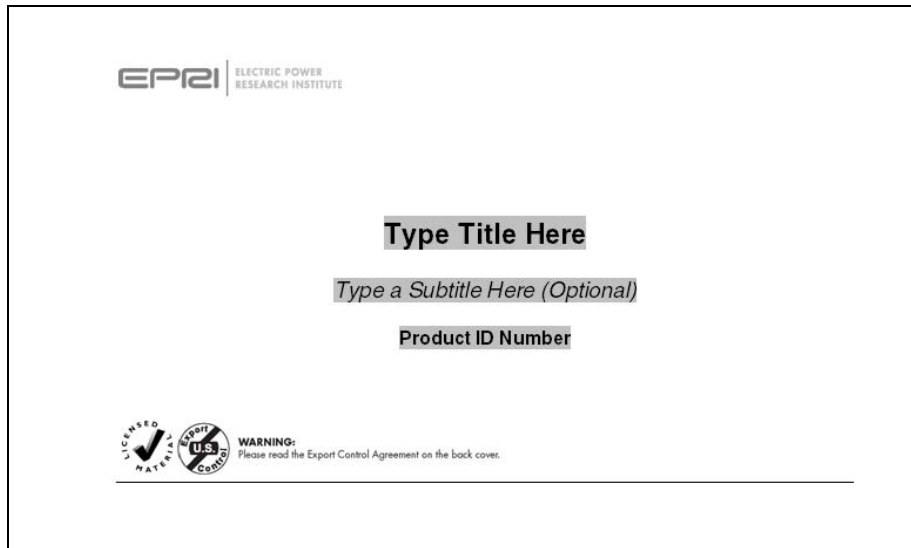 EPRI
ELECTRIC POWER
RESEARCH INSTITUTE
Type Title Here
Type a Subtitle Here (Optional)
Product ID Number
LICENSED
MATERIAL
Export
U.S.
Control
WARNING:
Please read the Export Control Agreement on the back cover.